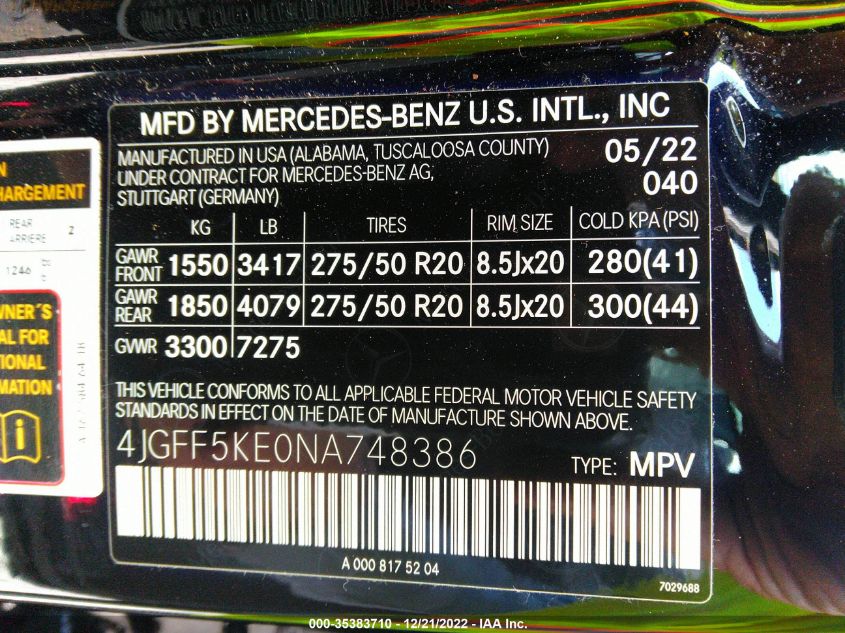 MFD BY MERCEDES-BENZ U.S. INTL., INC
MANUFACTURED IN USA (ALABAMA, TUSCALOOSA COUNTY) 05/22
UNDER CONTRACT FOR MERCEDES-BENZ AG, 040
STUTTGART (GERMANY)
KG LB TIRES RIM SIZE COLD KPA (PSI)
GAWR FRONT 1550 3417 275/50 R20 8.5Jx20 280(41)
GAWR REAR 1850 4079 275/50 R20 8.5Jx20 300(44)
GVWR 3300 7275
THIS VEHICLE CONFORMS TO ALL APPLICABLE FEDERAL MOTOR VEHICLE SAFETY
STANDARDS IN EFFECT ON THE DATE OF MANUFACTURE SHOWN ABOVE.
4JGFF5KE0NA748386 TYPE: MPV
A 000 817 52 04
7029688
HARGEMENT
REAR
ARRIERE 2
1246
WNER´S
AL FOR
TIONAL
MATION
000-35383710 - 12/21/2022 - IAA Inc.